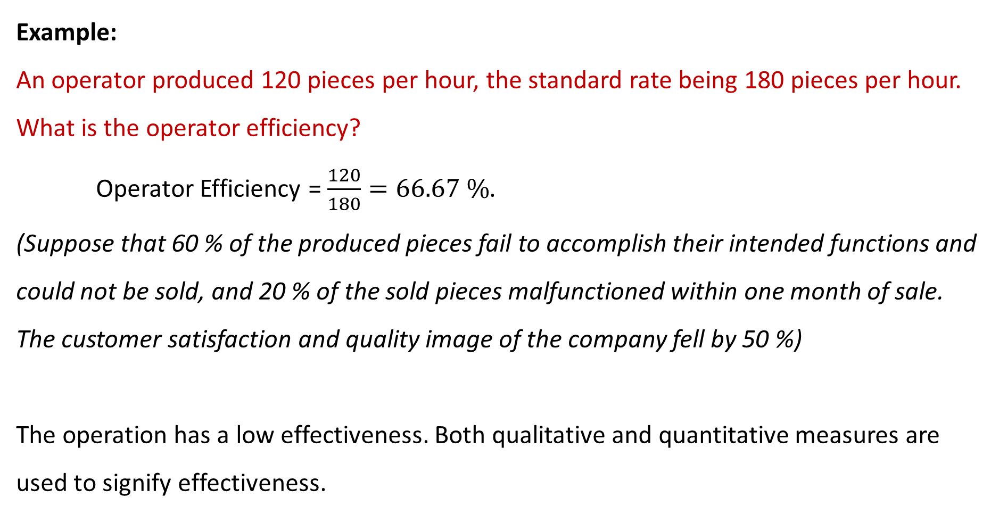 Example:
An operator produced 120 pieces per hour, the standard rate being 180 pieces per hour.
What is the operator efficiency?
Operator Efficiency = 120/180 = 66.67 %.
(Suppose that 60 % of the produced pieces fail to accomplish their intended functions and
could not be sold, and 20 % of the sold pieces malfunctioned within one month of sale.
The customer satisfaction and quality image of the company fell by 50 %)
The operation has a low effectiveness. Both qualitative and quantitative measures are
used to signify effectiveness.